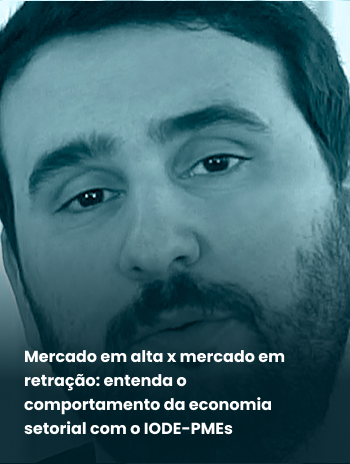 Mercado em alta x mercado em
retração: entenda o
comportamento da economia
setorial com o IODE-PMEs